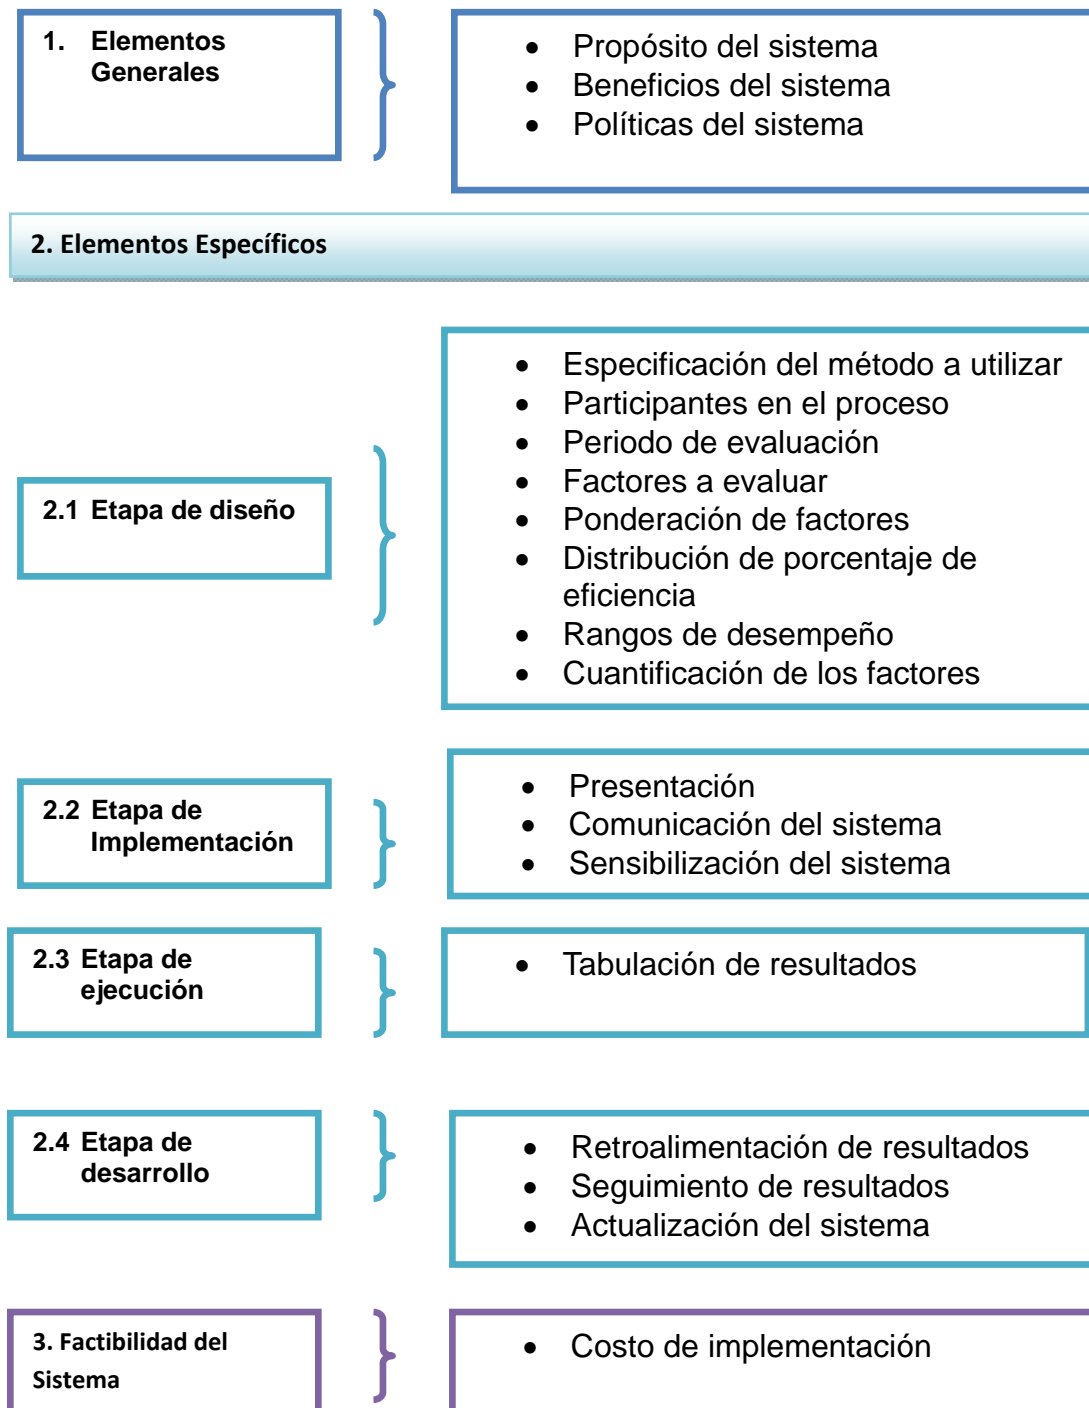 1. Elementos
Generales
• Propósito del sistema
• Beneficios del sistema
• Políticas del sistema
2. Elementos Específicos
2.1 Etapa de diseño
• Especificación del método a utilizar
• Participantes en el proceso
• Periodo de evaluación
• Factores a evaluar
• Ponderación de factores
• Distribución de porcentaje de
eficiencia
• Rangos de desempeño
• Cuantificación de los factores
2.2 Etapa de
Implementación
• Presentación
• Comunicación del sistema
• Sensibilización del sistema
2.3 Etapa de
ejecución
• Tabulación de resultados
2.4 Etapa de
desarrollo
• Retroalimentación de resultados
• Seguimiento de resultados
• Actualización del sistema
3. Factibilidad del
Sistema
• Costo de implementación